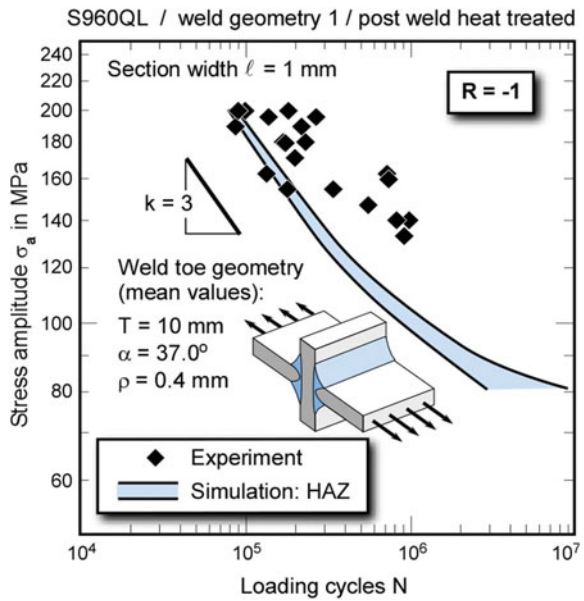 S960QL / weld geometry 1 / post weld heat treated
240
220
200
180
160
140
120
100
80
60
Stress amplitude σa in MPa
Section width ℓ = 1 mm
R = -1
k = 3
Weld toe geometry
(mean values):
T = 10 mm
α = 37.0º
ρ = 0.4 mm
Experiment
Simulation: HAZ
10⁴ 10⁵ 10⁶ 10⁷
Loading cycles N